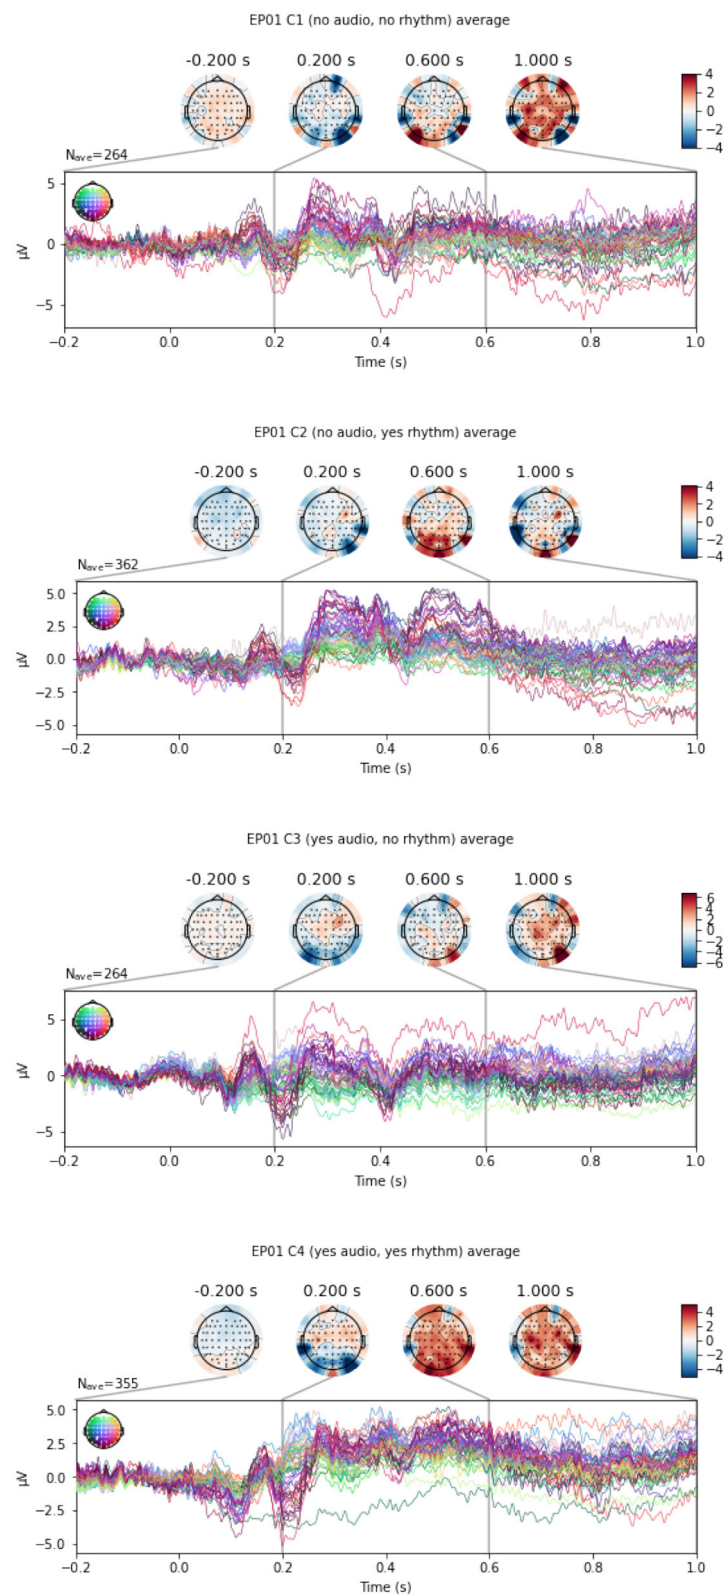 EP01 C1 (no audio, no rhythm) average
-0.200 s 0.200 s 0.600 s 1.000 s
4
2
0
−2
−4
Nave=264
5
0
−5
µV
−0.2 0.0 0.2 0.4 0.6 0.8 1.0
Time (s)
EP01 C2 (no audio, yes rhythm) average
-0.200 s 0.200 s 0.600 s 1.000 s
4
2
0
−2
−4
Nave=362
5.0
2.5
0.0
−2.5
−5.0
µV
−0.2 0.0 0.2 0.4 0.6 0.8 1.0
Time (s)
EP01 C3 (yes audio, no rhythm) average
-0.200 s 0.200 s 0.600 s 1.000 s
6
4
2
0
−2
−4
−6
Nave=264
5
0
−5
µV
−0.2 0.0 0.2 0.4 0.6 0.8 1.0
Time (s)
EP01 C4 (yes audio, yes rhythm) average
-0.200 s 0.200 s 0.600 s 1.000 s
4
2
0
−2
−4
Nave=355
5.0
2.5
0.0
−2.5
−5.0
µV
−0.2 0.0 0.2 0.4 0.6 0.8 1.0
Time (s)